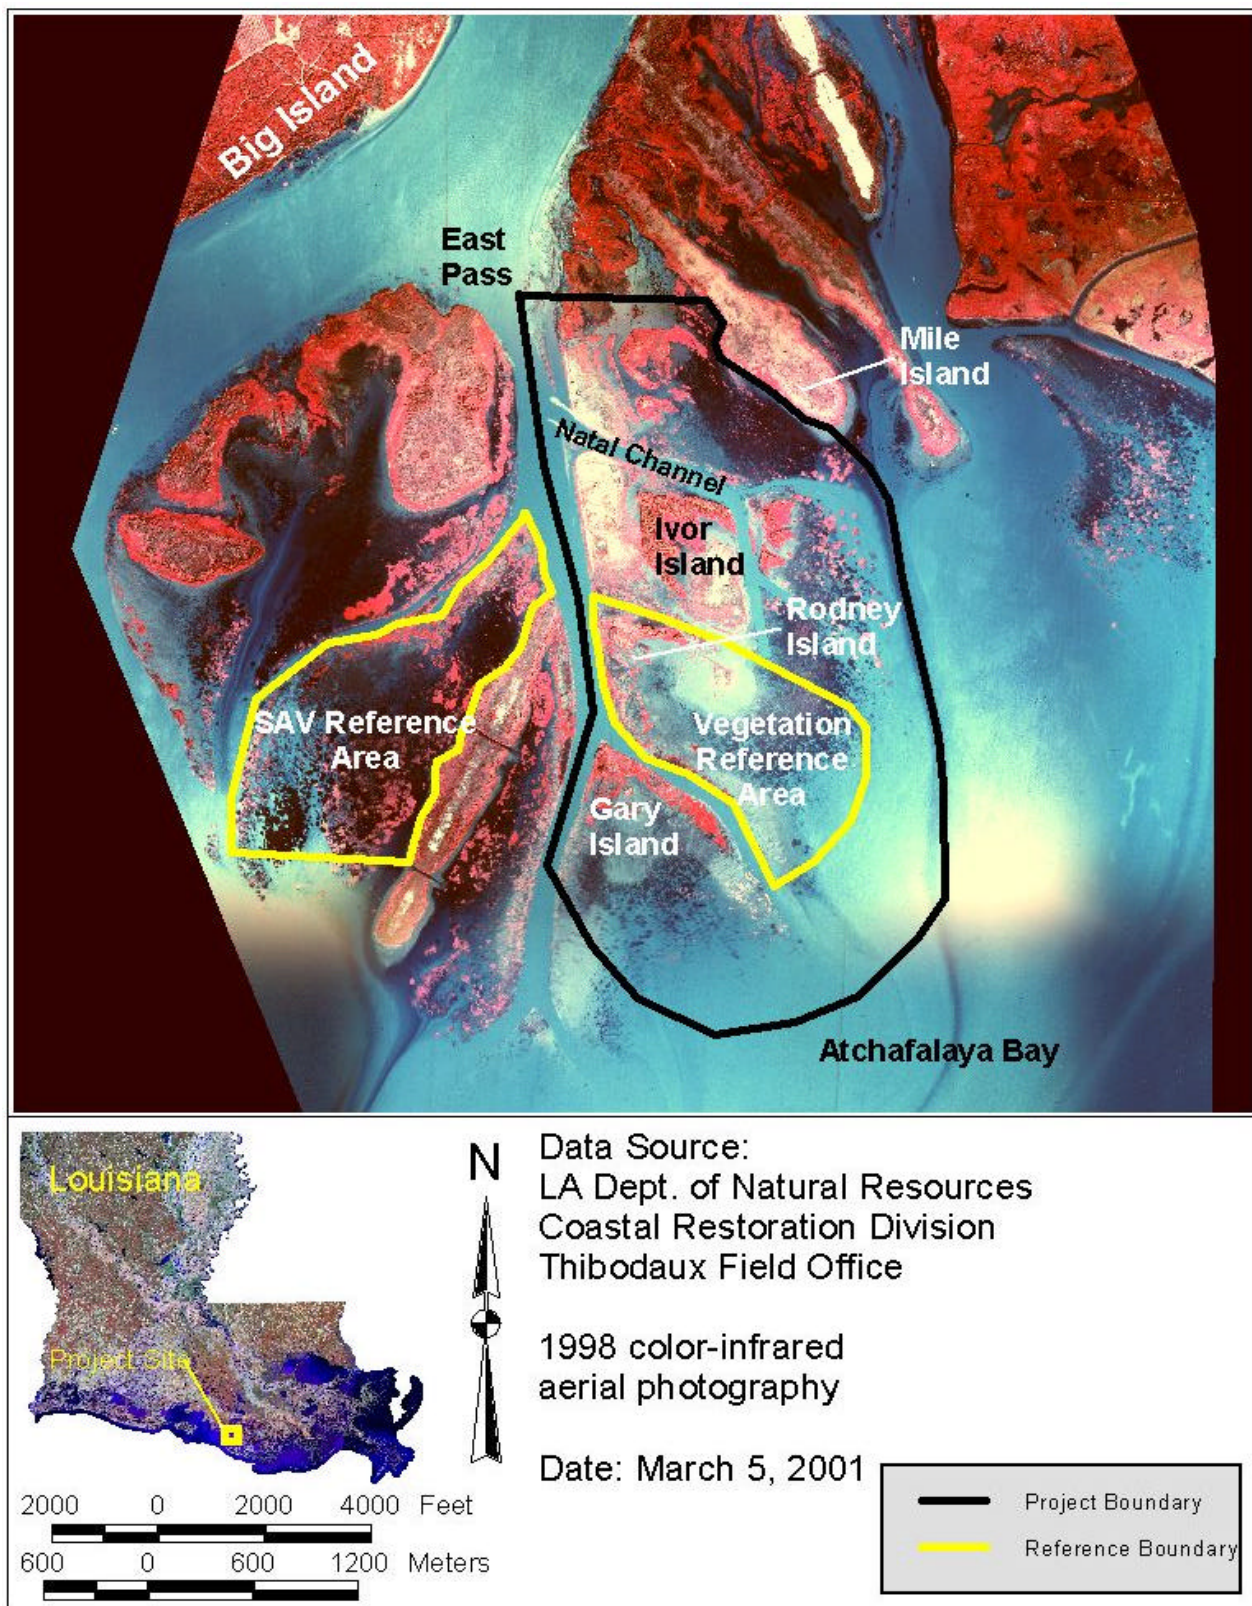 Big Island
East
Pass
Mile
Island
Natal Channel
Ivor
Island
Rodney
Island
SAV Reference
Area
Vegetation
Reference
Area
Gary
Island
Atchafalaya Bay
Louisiana
Project Site
N
Data Source:
LA Dept. of Natural Resources
Coastal Restoration Division
Thibodaux Field Office
1998 color-infrared
aerial photography
Date: March 5, 2001
2000 0 2000 4000 Feet
600 0 600 1200 Meters
Project Boundary
Reference Boundary